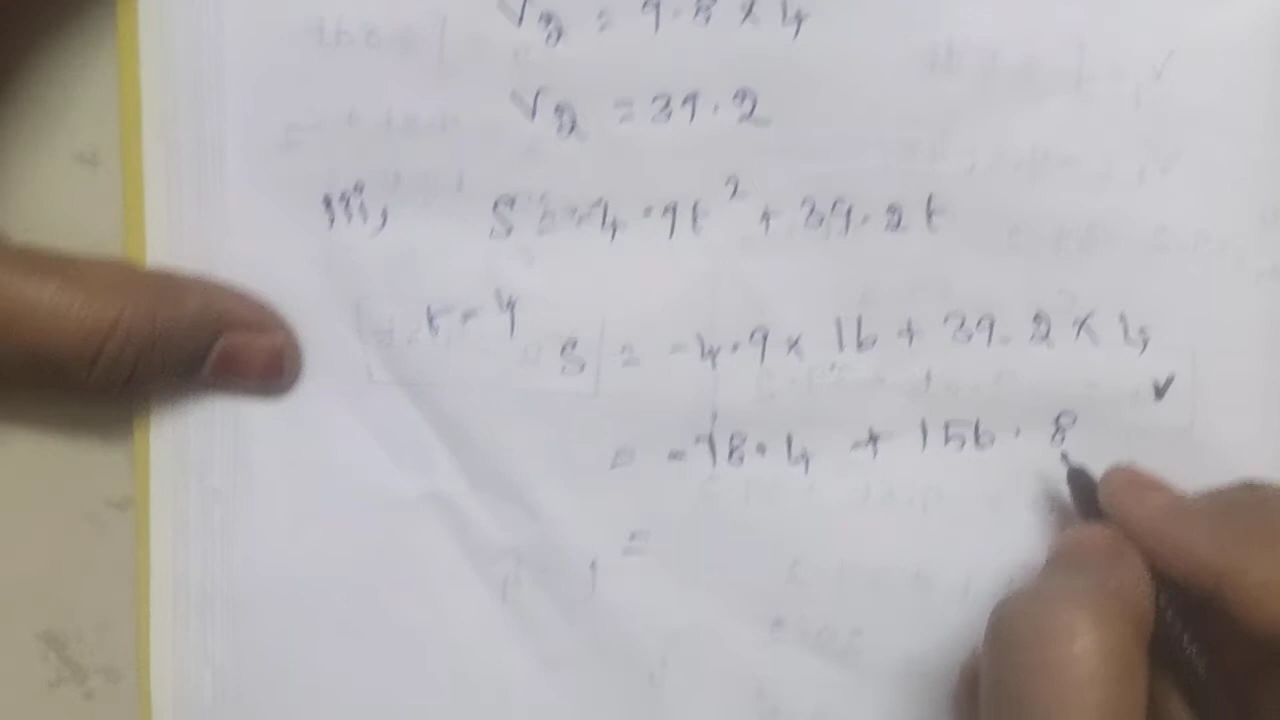 V2 = 9.8 × 4
V2 = 39.2
iii, S = -4.9t² + 39.2t
t = 4 S = -4.9 × 16 + 39.2 × 4
= -78.4 + 156.8
=